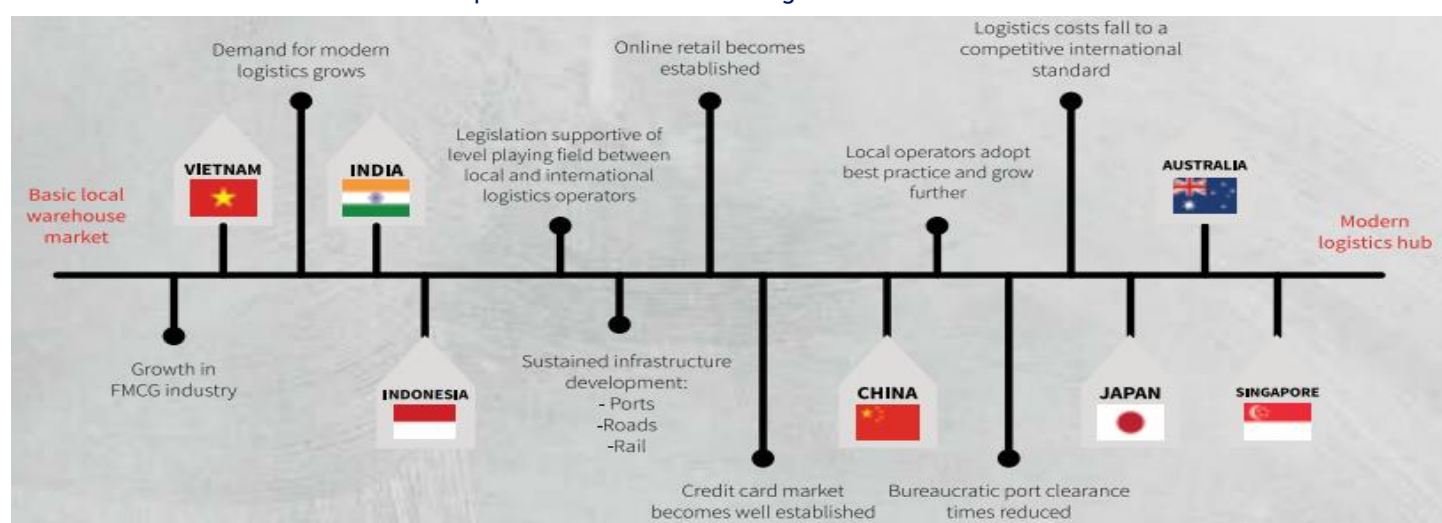 Demand for modern
logistics grows
Online retail becomes
established
Logistics costs fall to a
competitive international
standard
Legislation supportive of
level playing field between
local and international
logistics operators
Local operators adopt
best practice and grow
further
VIETNAM
INDIA
AUSTRALIA
Basic local
warehouse
market
Modern
logistics hub
Growth in
FMCG industry
INDONESIA
Sustained infrastructure
development:
- Ports
-Roads
-Rail
CHINA
JAPAN
SINGAPORE
Credit card market
becomes well established
Bureaucratic port clearance
times reduced